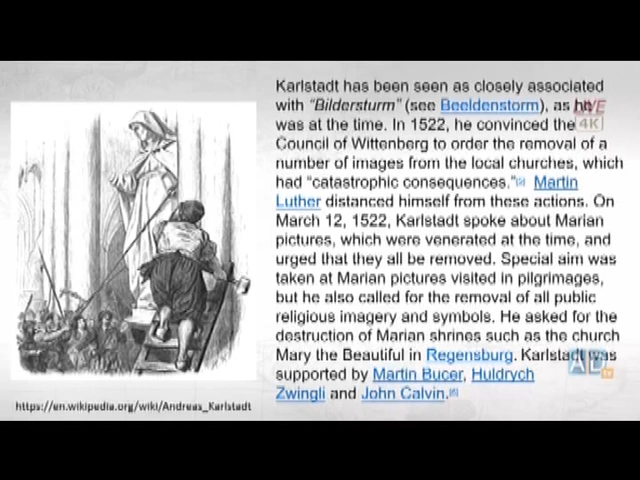 Karlstadt has been seen as closely associated
with "Bildersturm" (see Beeldenstorm), as he
was at the time. In 1522, he convinced the
Council of Wittenberg to order the removal of a
number of images from the local churches, which
had "catastrophic consequences." Martin
Luther distanced himself from these actions. On
March 12, 1522, Karlstadt spoke about Marian
pictures, which were venerated at the time, and
urged that they all be removed. Special aim was
taken at Marian pictures visited in pilgrimages,
but he also called for the removal of all public
religious imagery and symbols. He asked for the
destruction of Marian shrines such as the church
Mary the Beautiful in Regensburg. Karlstadt was
supported by Martin Bucer, Huldrych
Zwingli and John Calvin.
LIVE
4K
AD
TV
https://en.wikipedia.org/wiki/Andreas_Karlstadt